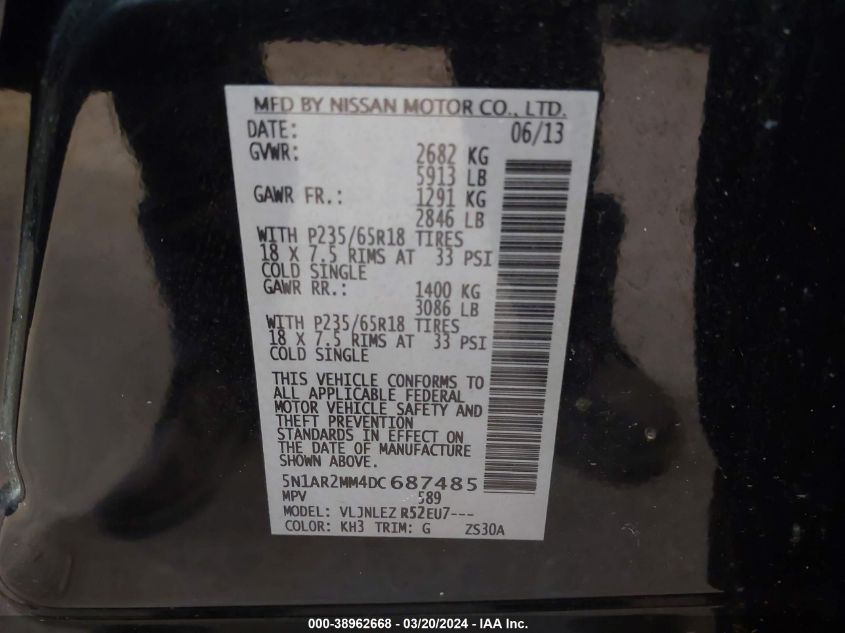 MFD BY NISSAN MOTOR CO., LTD.
DATE: 06/13
GVWR: 2682 KG
5913 LB
GAWR FR.: 1291 KG
2846 LB
WITH P235/65R18 TIRES
18 X 7.5 RIMS AT 33 PSI
COLD SINGLE
GAWR RR.: 1400 KG
3086 LB
WITH P235/65R18 TIRES
18 X 7.5 RIMS AT 33 PSI
COLD SINGLE
THIS VEHICLE CONFORMS TO
ALL APPLICABLE FEDERAL
MOTOR VEHICLE SAFETY AND
THEFT PREVENTION
STANDARDS IN EFFECT ON
THE DATE OF MANUFACTURE
SHOWN ABOVE.
5N1AR2MM4DC687485
MPV 589
MODEL: VLJNLEZ R52EU7---
COLOR: KH3 TRIM: G ZS30A
000-38962668 - 03/20/2024 - IAA Inc.